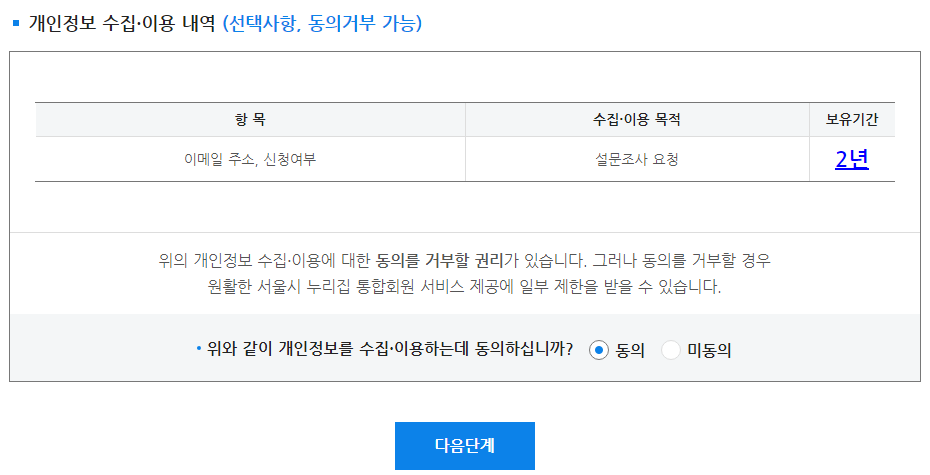 개인정보 수집·이용 내역 (선택사항, 동의거부 가능)
항 목 수집·이용 목적 보유기간
이메일 주소, 신청여부 설문조사 요청 2년
위의 개인정보 수집·이용에 대한 동의를 거부할 권리가 있습니다. 그러나 동의를 거부할 경우
원활한 서울시 누리집 통합회원 서비스 제공에 일부 제한을 받을 수 있습니다.
위와 같이 개인정보를 수집·이용하는데 동의하십니까? 동의 미동의
다음단계